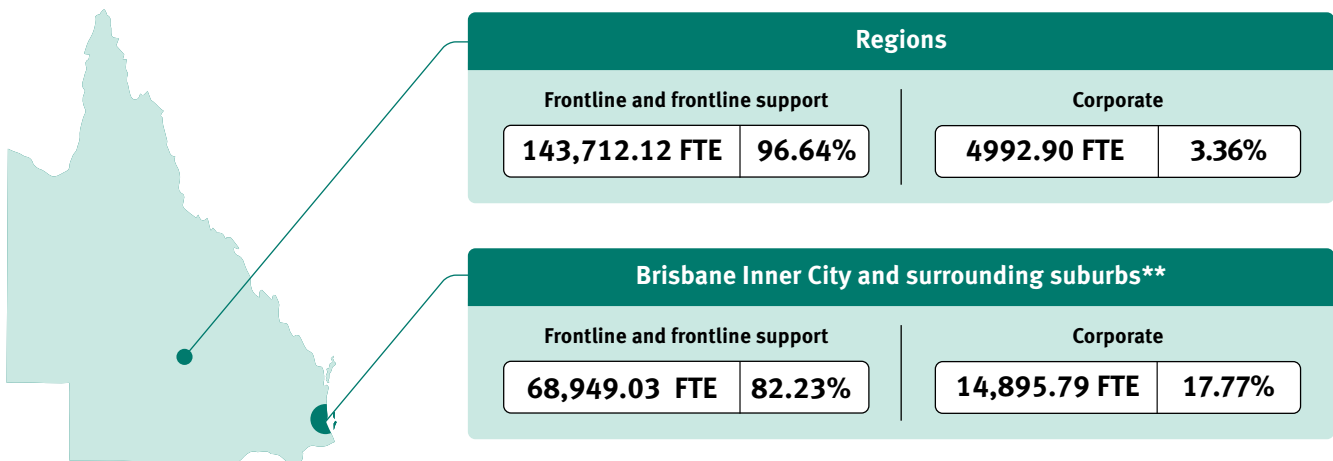 Regions
Frontline and frontline support
Corporate
143,712.12 FTE 96.64%
4992.90 FTE 3.36%
Brisbane Inner City and surrounding suburbs**
Frontline and frontline support
Corporate
68,949.03 FTE 82.23%
14,895.79 FTE 17.77%